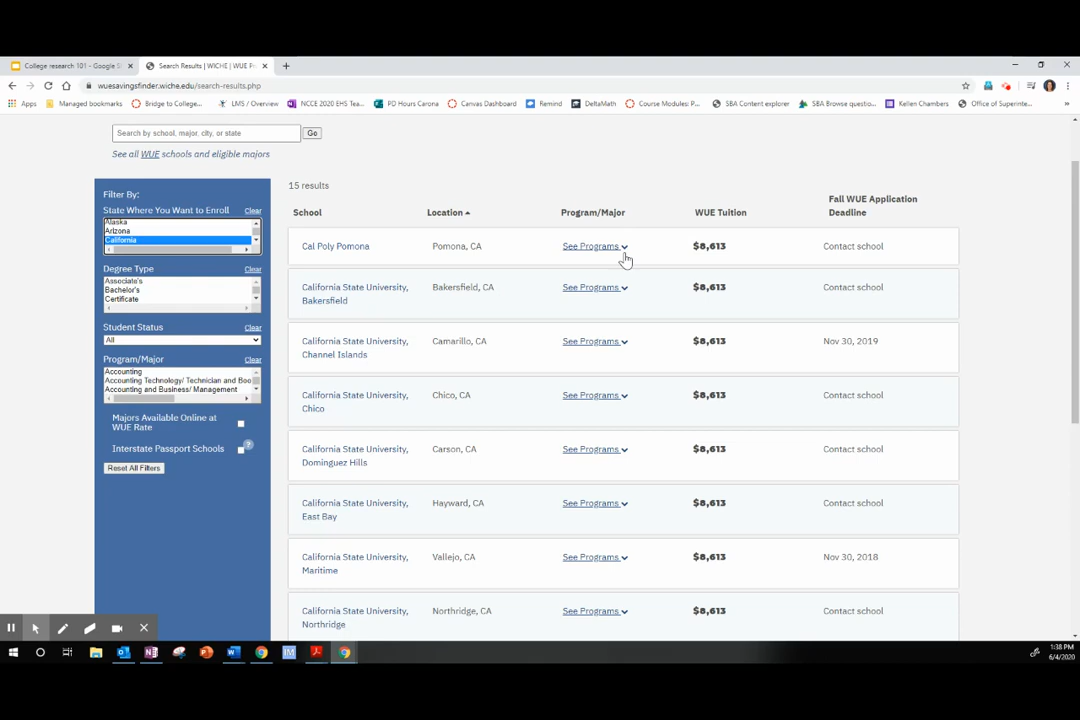 College research 101 - Google S
Search Results | WICHE | WUE P
wuesavingsfinder.wiche.edu/search-results.php
Apps
Managed bookmarks
Bridge to College...
LMS / Overview
NCCE 2020 EHS Tea...
PD Hours Carona
Canvas Dashboard
Remind
DeltaMath
Course Modules: P...
SBA Content explorer
SBA Browse questio...
Kellen Chambers
Office of Superinte...
Search by school, major, city, or state
Go
See all WUE schools and eligible majors
Filter By:
State Where You Want to Enroll Clear
Alaska
Arizona
California
Degree Type Clear
Associate's
Bachelor's
Certificate
Student Status Clear
All
Program/Major Clear
Accounting
Accounting Technology/ Technician and Boo
Accounting and Business/ Management
Majors Available Online at
WUE Rate
Interstate Passport Schools ?
Reset All Filters
15 results
School Location Program/Major WUE Tuition Fall WUE Application
Deadline
Cal Poly Pomona Pomona, CA See Programs $8,613 Contact school
California State University, Bakersfield, CA See Programs $8,613 Contact school
Bakersfield
California State University, Camarillo, CA See Programs $8,613 Nov 30, 2019
Channel Islands
California State University, Chico, CA See Programs $8,613 Contact school
Chico
California State University, Carson, CA See Programs $8,613 Contact school
Dominguez Hills
California State University, Hayward, CA See Programs $8,613 Contact school
East Bay
California State University, Vallejo, CA See Programs $8,613 Nov 30, 2018
Maritime
California State University, Northridge, CA See Programs $8,613 Contact school
Northridge
1:38 PM
6/4/2020